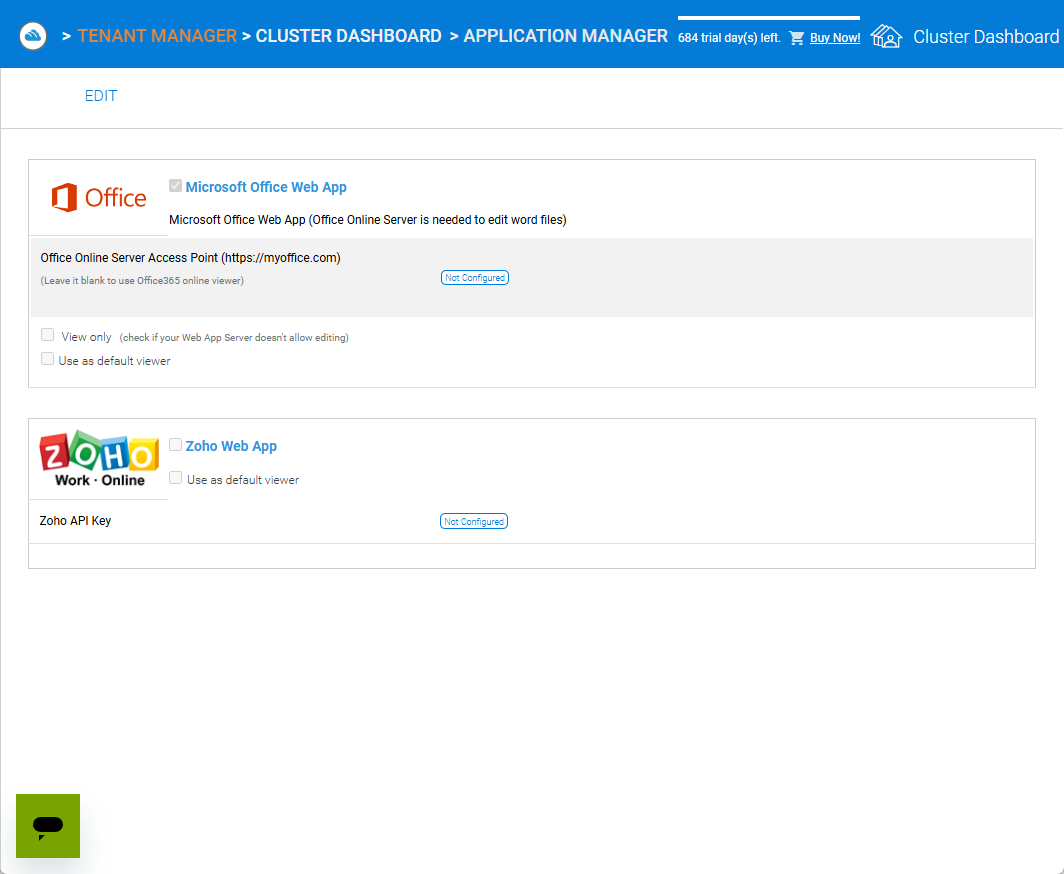 > TENANT MANAGER > CLUSTER DASHBOARD > APPLICATION MANAGER 684 trial day(s) left. Buy Now! Cluster Dashboard
EDIT
Office
Microsoft Office Web App
Microsoft Office Web App (Office Online Server is needed to edit word files)
Office Online Server Access Point (https://myoffice.com)
(Leave it blank to use Office365 online viewer)
Not Configured
View only (check if your Web App Server doesn't allow editing)
Use as default viewer
ZOHO
Work · Online
Zoho Web App
Use as default viewer
Zoho API Key
Not Configured